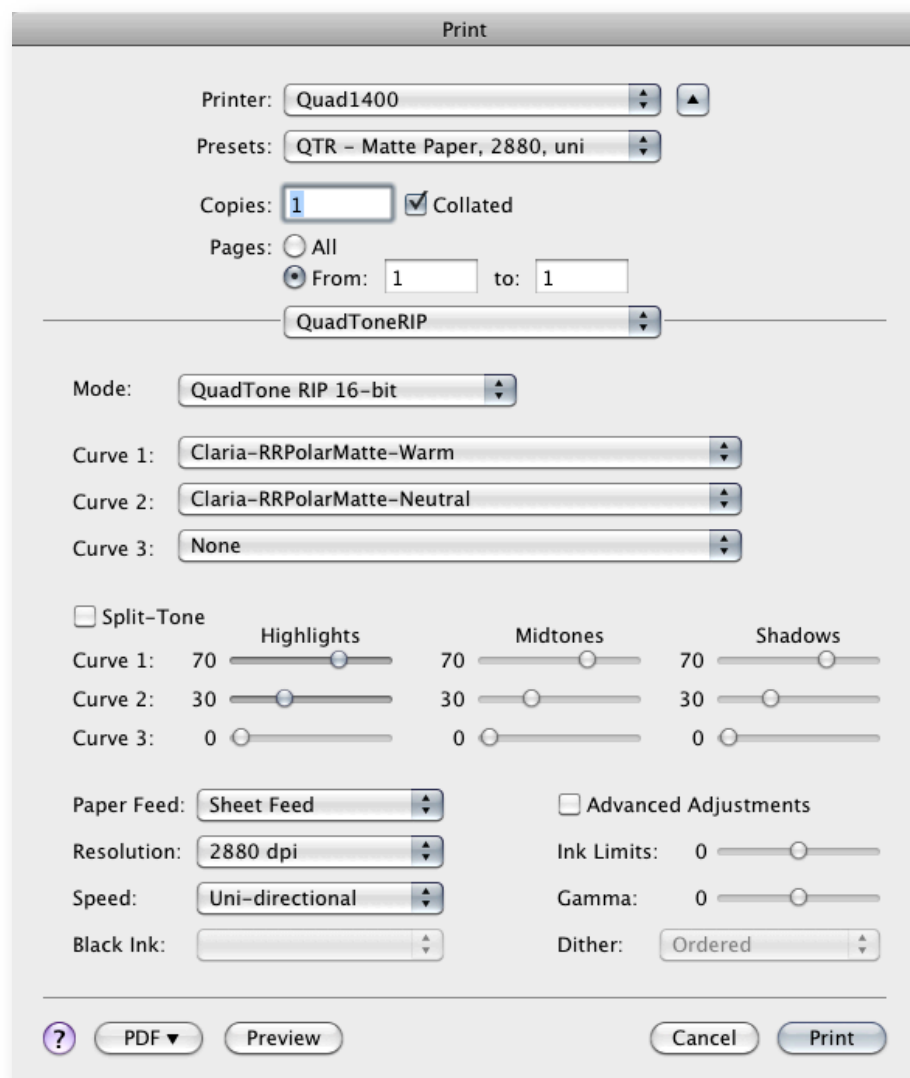 Print
Printer: Quad1400
Presets: QTR – Matte Paper, 2880, uni
Copies: 1 Collated
Pages: All
From: 1 to: 1
QuadToneRIP
Mode: QuadTone RIP 16-bit
Curve 1: Claria-RRPolarMatte-Warm
Curve 2: Claria-RRPolarMatte-Neutral
Curve 3: None
Split-Tone
Highlights Midtones Shadows
Curve 1: 70 70 70
Curve 2: 30 30 30
Curve 3: 0 0 0
Paper Feed: Sheet Feed Advanced Adjustments
Resolution: 2880 dpi Ink Limits: 0
Speed: Uni-directional Gamma: 0
Black Ink: Dither: Ordered
? PDF ▼ Preview Cancel Print